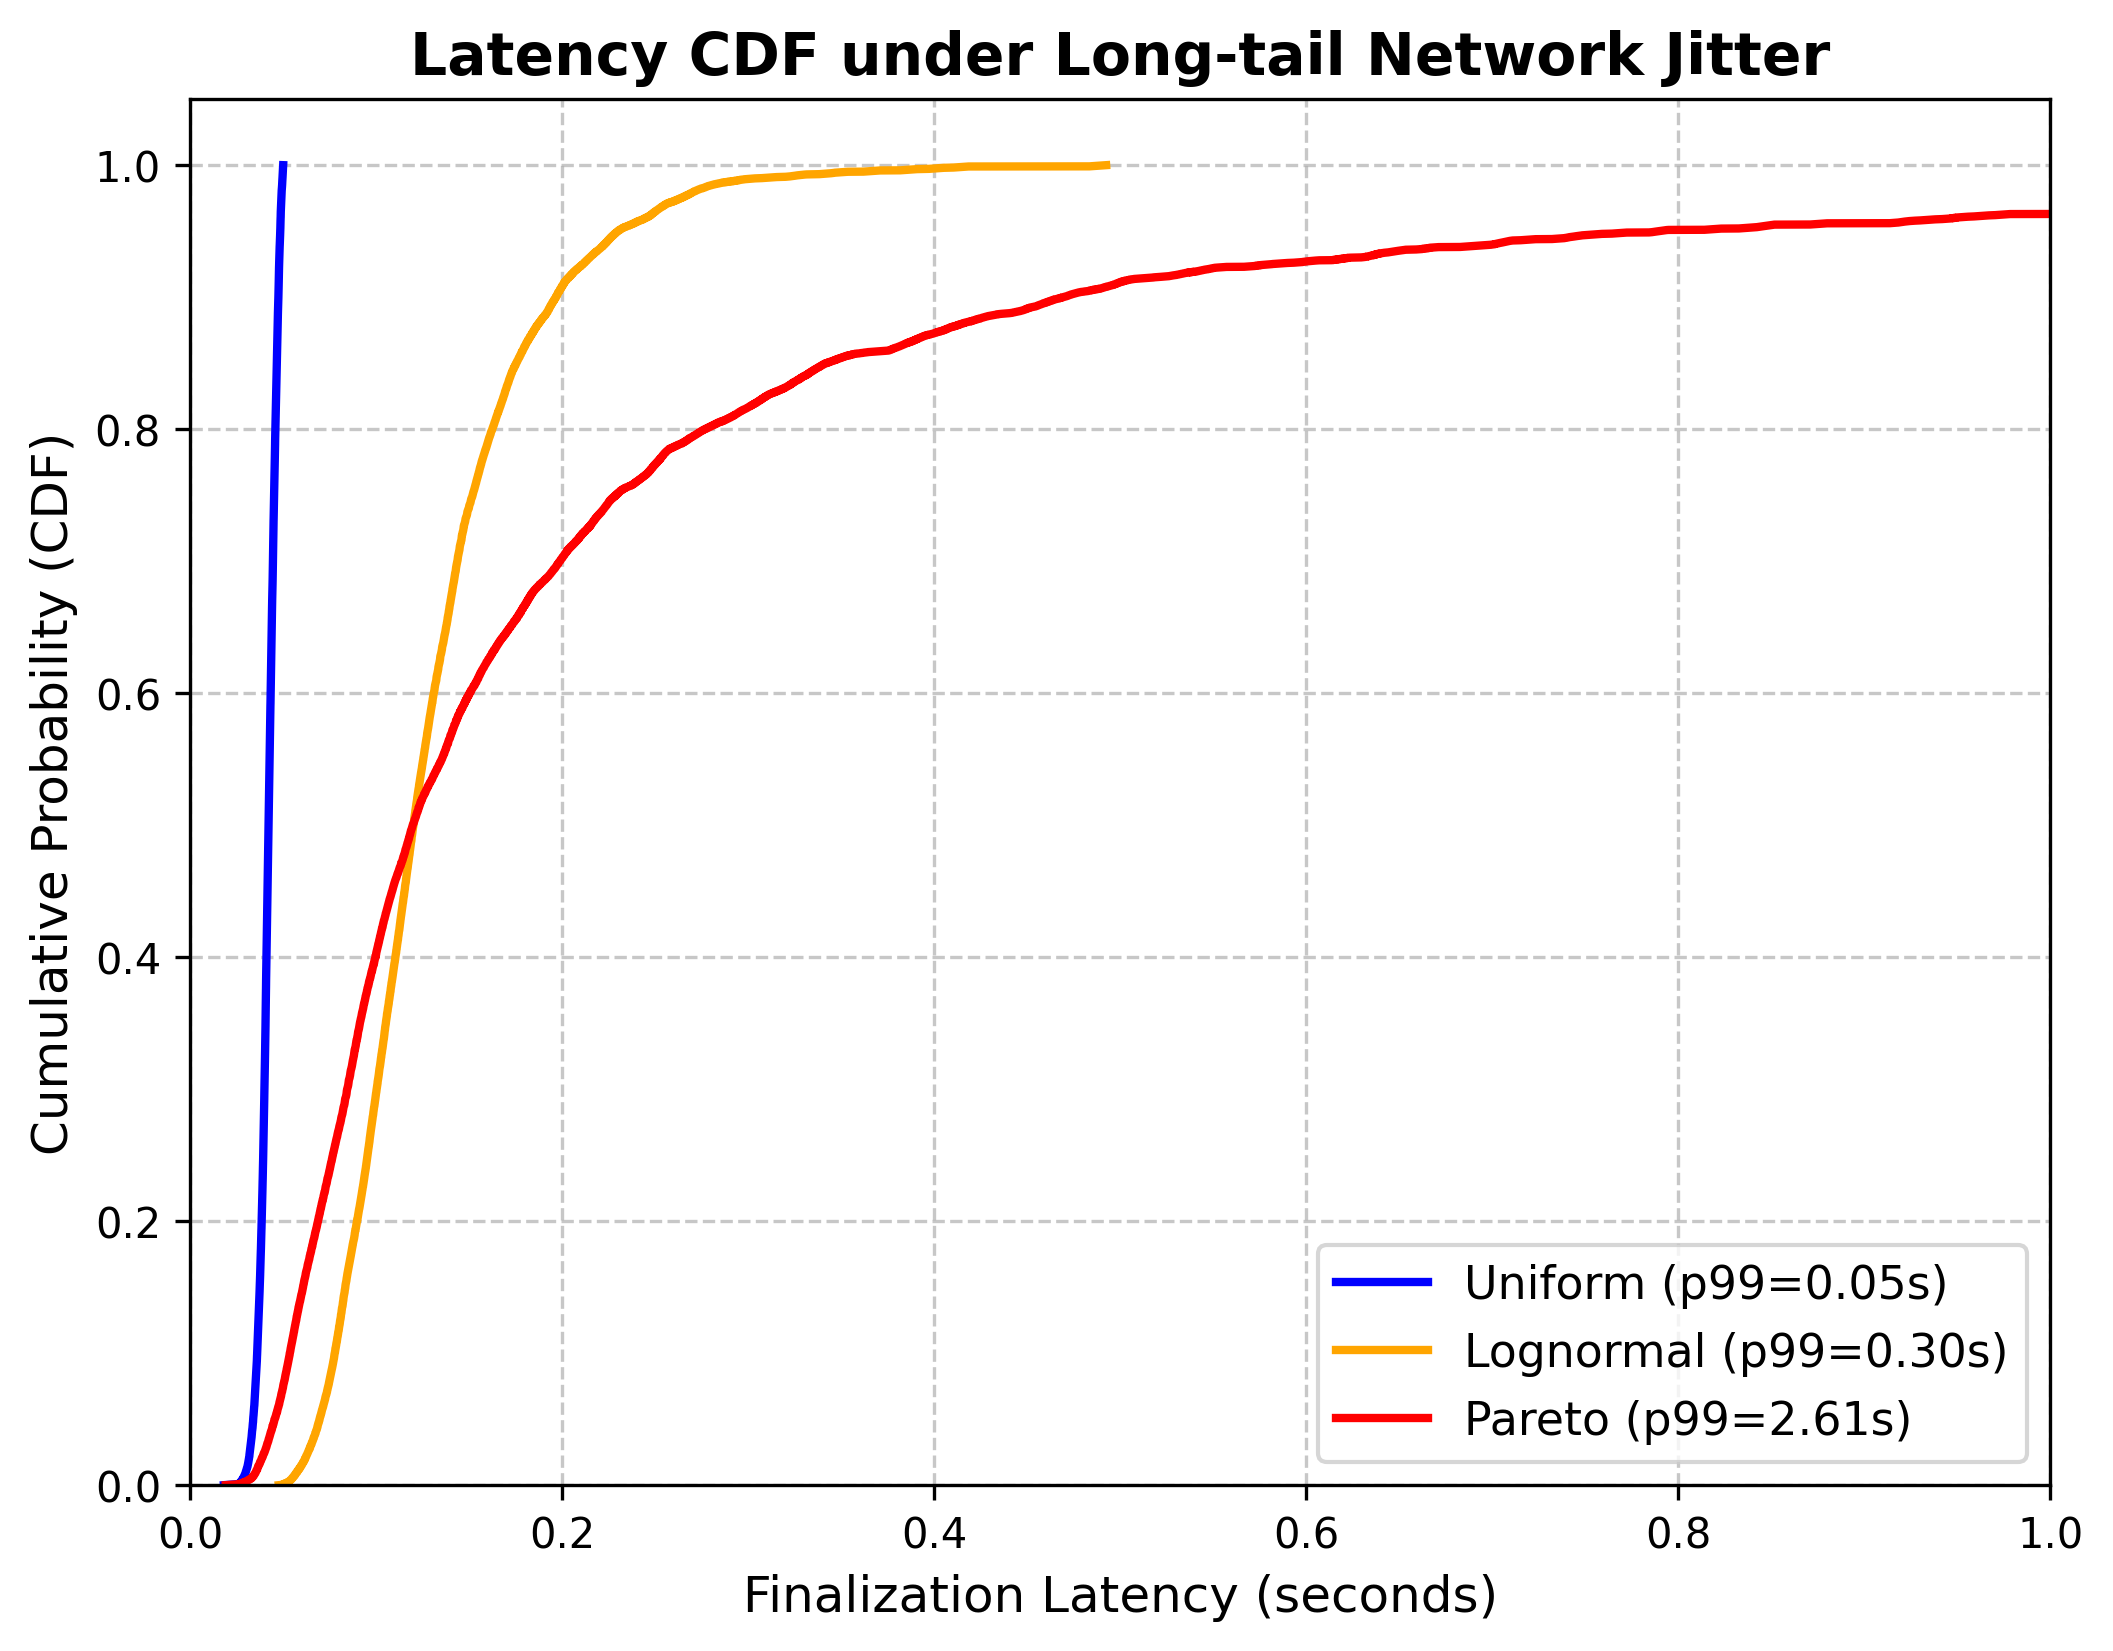 Latency CDF under Long-tail Network Jitter
Cumulative Probability (CDF)
1.0
0.8
0.6
0.4
0.2
0.0
0.0 0.2 0.4 0.6 0.8 1.0
Finalization Latency (seconds)
Uniform (p99=0.05s)
Lognormal (p99=0.30s)
Pareto (p99=2.61s)